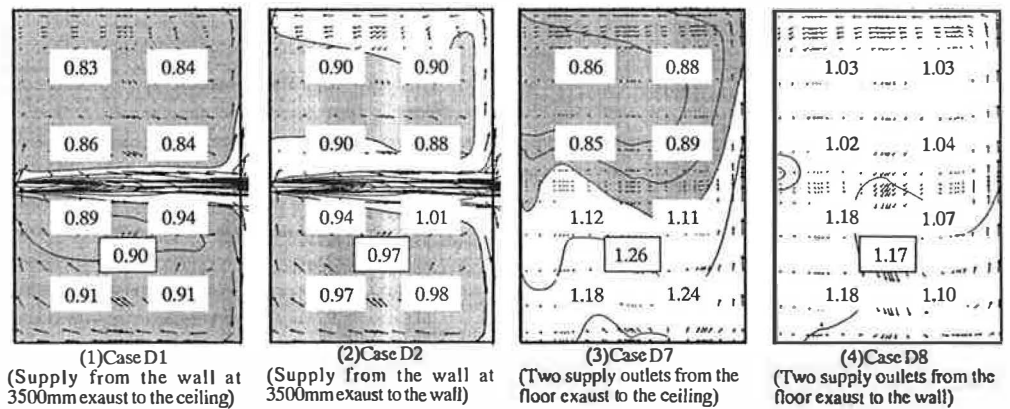 0.83 0.84
0.86 0.84
0.89 0.94
0.90
0.91 0.91
(1)Case D1
(Supply from the wall at
3500mm exaust to the ceiling)
0.90 0.90
0.90 0.88
0.94 1.01
0.97
0.97 0.98
(2)Case D2
(Supply from the wall at
3500mm exaust to the wall)
0.86 0.88
0.85 0.89
1.12 1.11
1.26
1.18 1.24
(3)Case D7
(Two supply outlets from the
floor exaust to the ceiling)
1.03 1.03
1.02 1.04
1.18 1.07
1.17
1.18 1.10
(4)Case D8
(Two supply outlets from the
floor exaust to the wall)